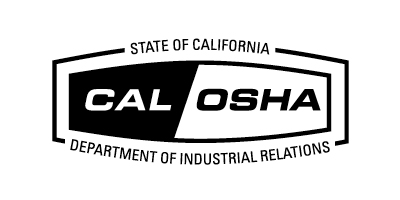 STATE OF CALIFORNIA
CAL OSHA
DEPARTMENT OF INDUSTRIAL RELATIONS